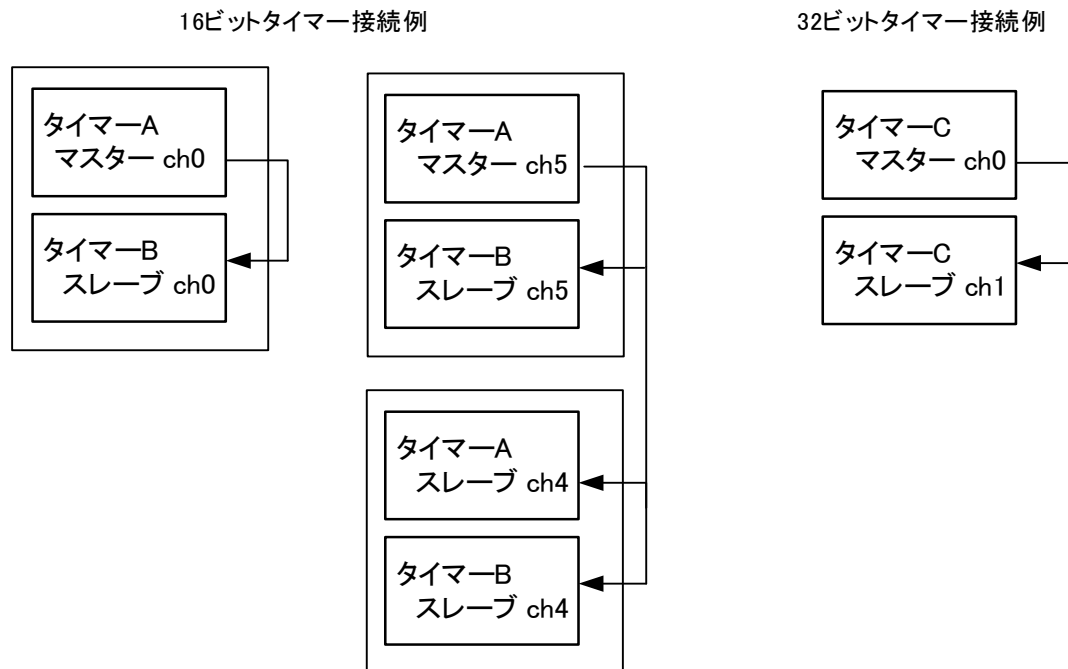 16ビットタイマー接続例
タイマーA
マスター ch0
タイマーB
スレーブ ch0
タイマーA
マスター ch5
タイマーB
スレーブ ch5
タイマーA
スレーブ ch4
タイマーB
スレーブ ch4
32ビットタイマー接続例
タイマーC
マスター ch0
タイマーC
スレーブ ch1